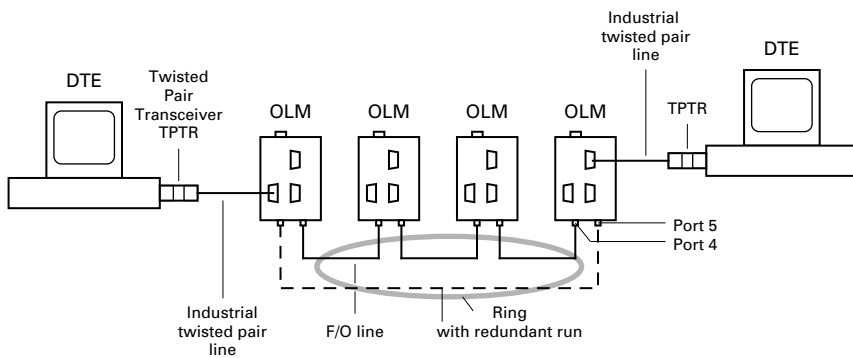 Industrial
twisted pair
line
DTE
DTE
Twisted
Pair
Transceiver
TPTR
OLM
OLM
OLM
OLM
TPTR
Port 5
Port 4
Industrial
twisted pair
line
F/O line
Ring
with redundant run